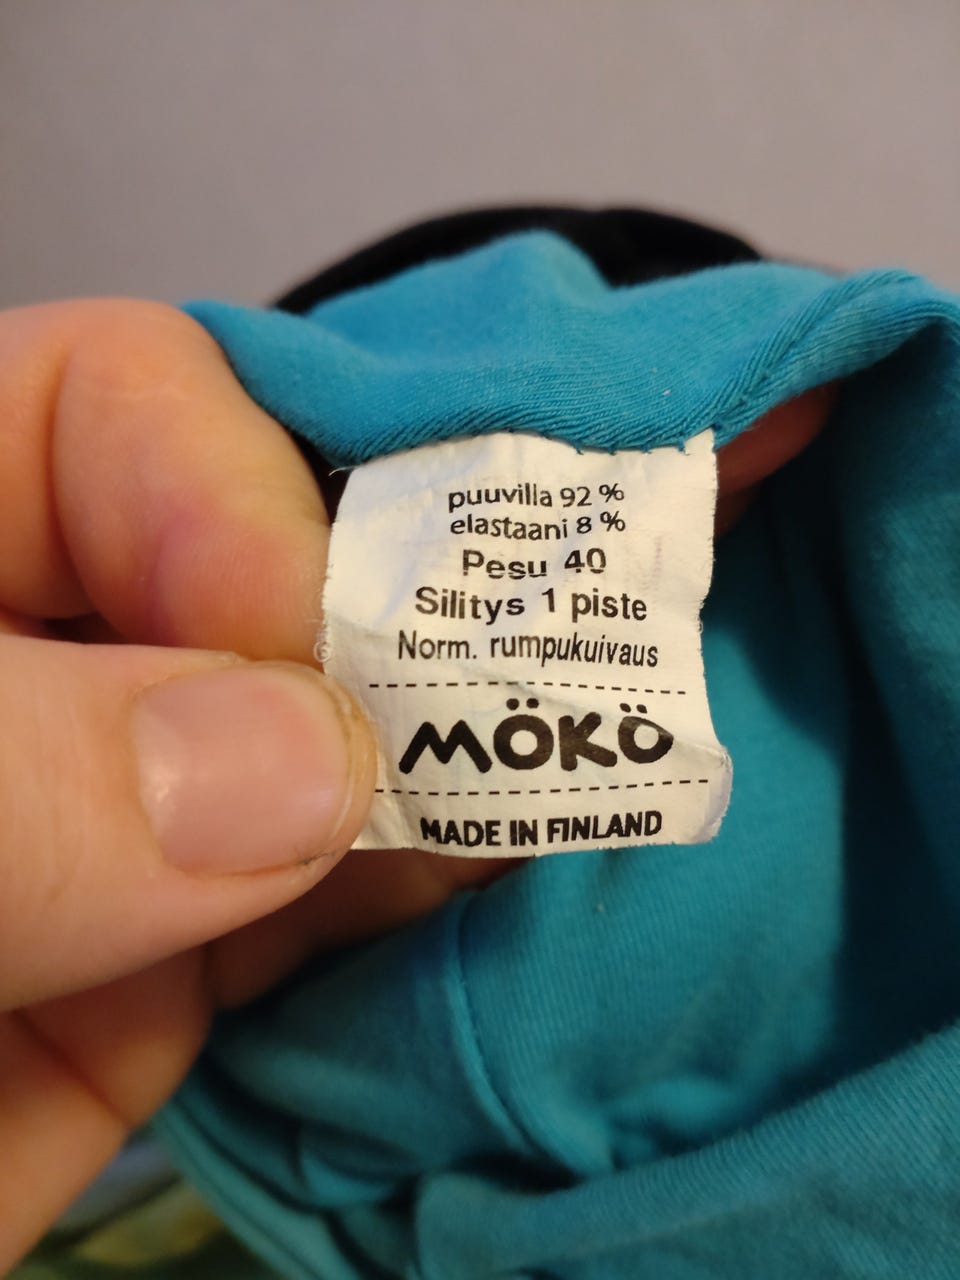 puuvilla 92 %
elastaani 8 %
Pesu 40
Silitys 1 piste
Norm. rumpukuivaus
MÖKÖ
MADE IN FINLAND